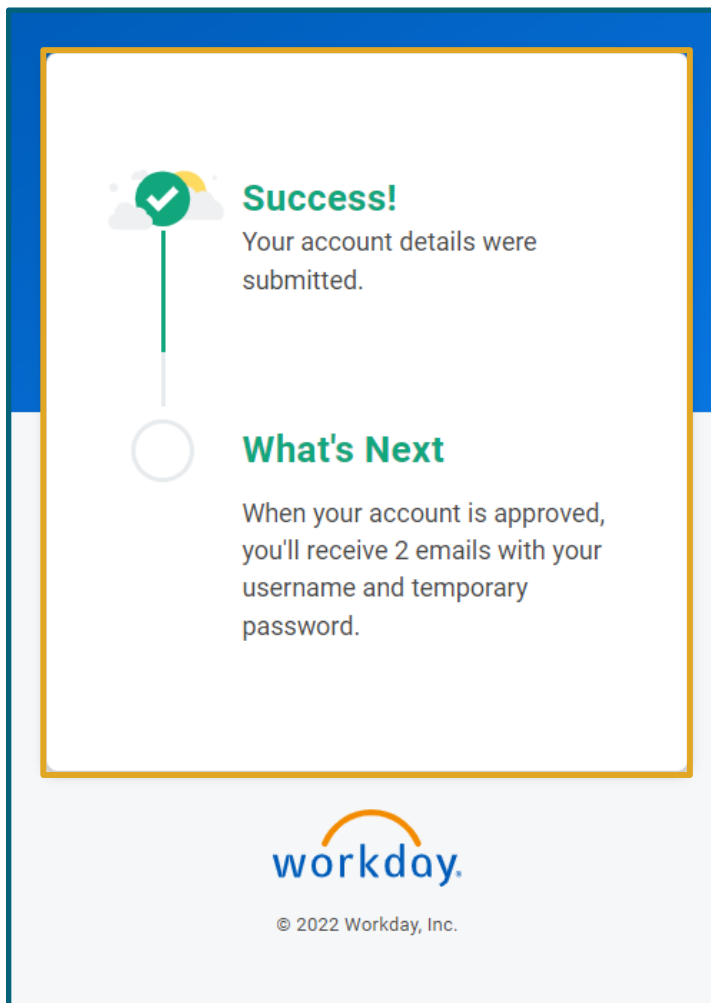 Success!
Your account details were
submitted.
What's Next
When your account is approved,
you'll receive 2 emails with your
username and temporary
password.
workday.
© 2022 Workday, Inc.